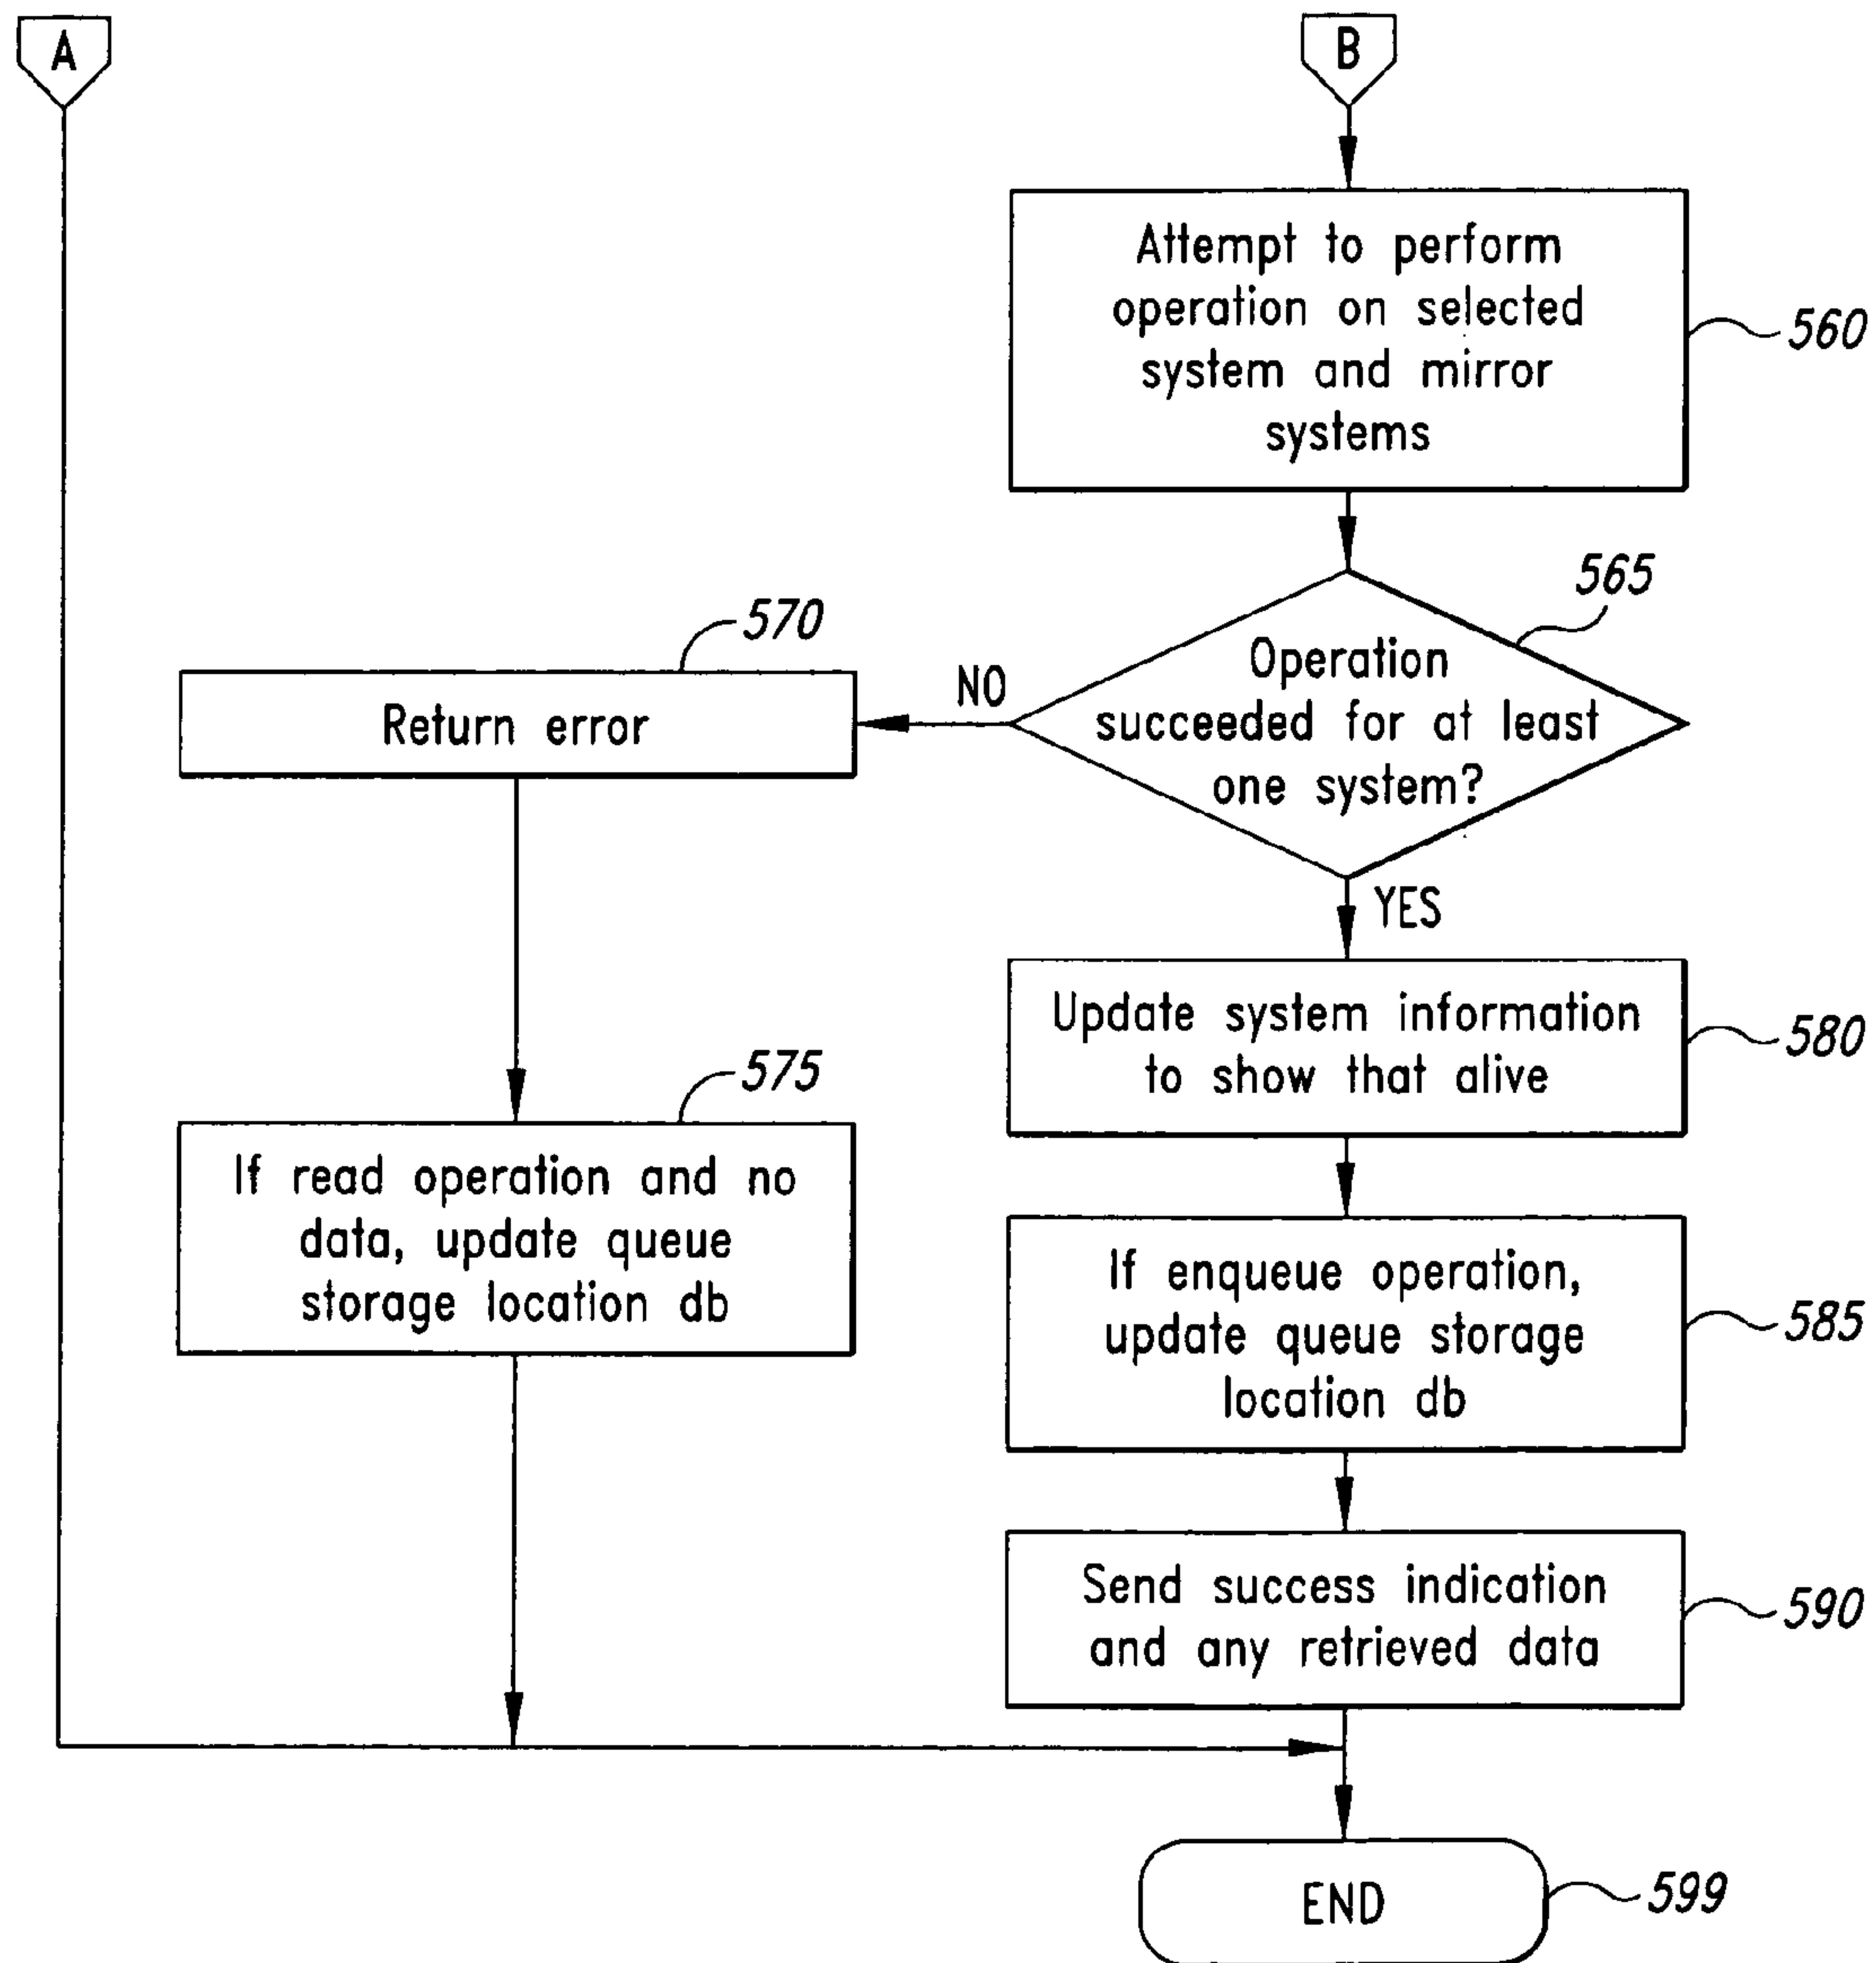 A
B
Attempt to perform
operation on selected
system and mirror
systems
560
565
Operation
succeeded for at least
one system?
NO
570
Return error
YES
Update system information
to show that alive
580
575
If read operation and no
data, update queue
storage location db
If enqueue operation,
update queue storage
location db
585
Send success indication
and any retrieved data
590
END
599